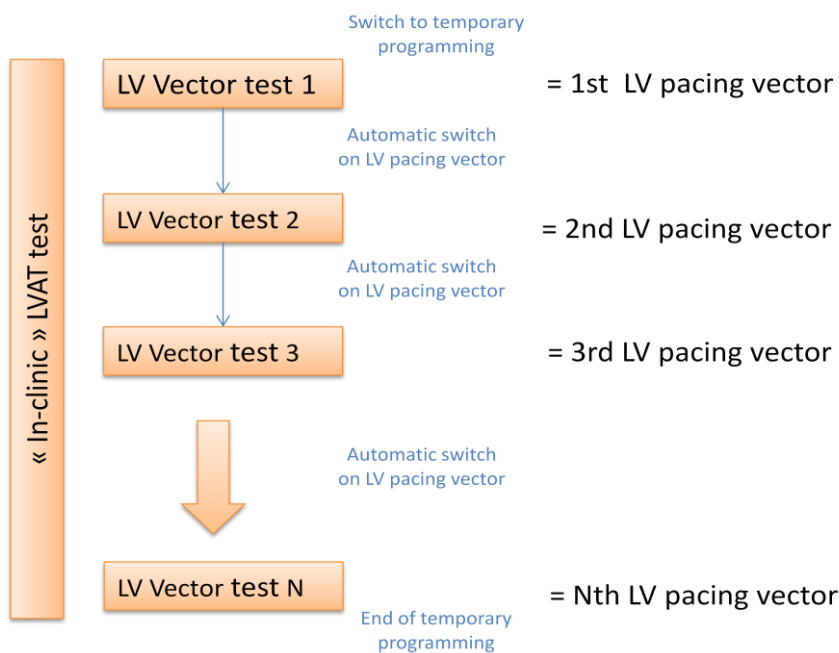 Switch to temporary
programming
LV Vector test 1
= 1st LV pacing vector
Automatic switch
on LV pacing vector
LV Vector test 2
= 2nd LV pacing vector
Automatic switch
on LV pacing vector
LV Vector test 3
= 3rd LV pacing vector
Automatic switch
on LV pacing vector
LV Vector test N
= Nth LV pacing vector
End of temporary
programming
« In-clinic » LVAT test